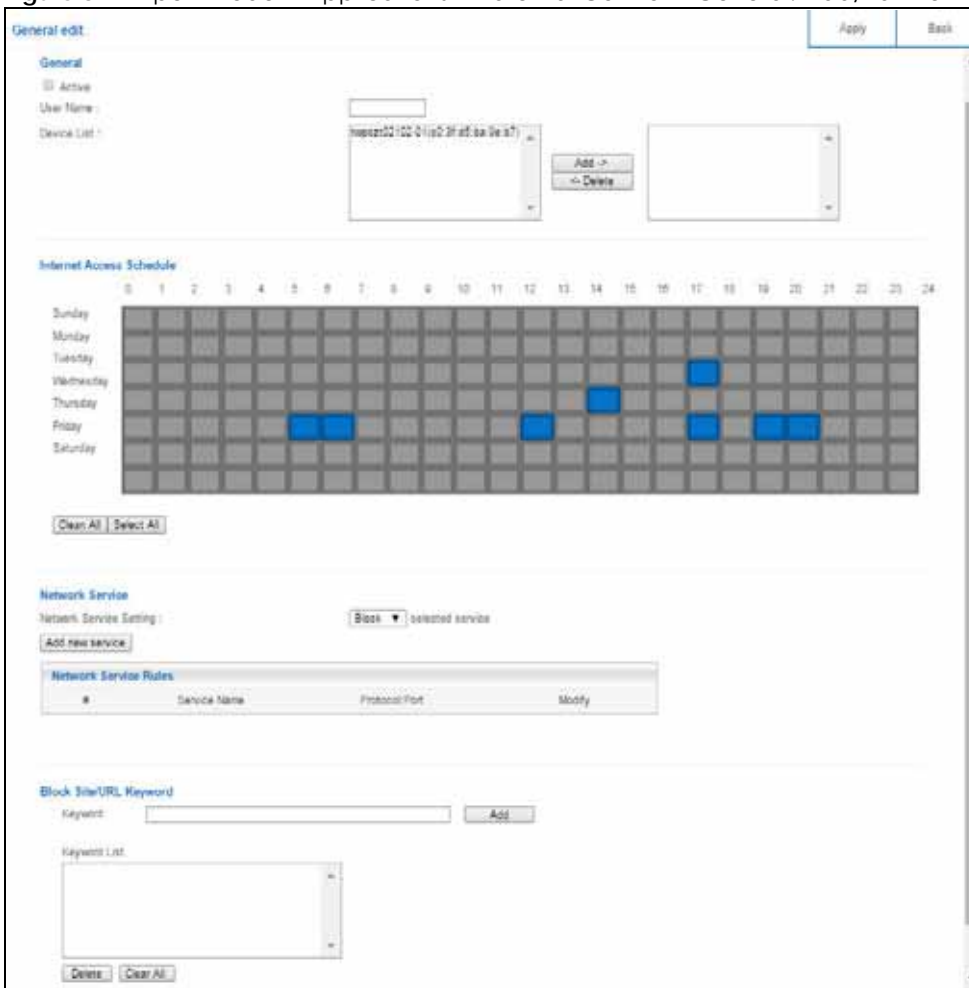 General edit
Apply
Back
General
Active
User Name :
Device List :
Add ->
<- Delete
Internet Access Schedule
0 1 2 3 4 5 6 7 8 9 10 11 12 13 14 15 16 17 18 19 20 21 22 23 24
Sunday
Monday
Tuesday
Wednesday
Thursday
Friday
Saturday
Clean All
Select All
Network Service
Network Service Setting :
Block
selected service
Add new service
Network Service Rules
#
Service Name
Protocol:Port
Modify
Block Site/URL Keyword
Keyword:
Add
Keyword List:
Delete
Clear All